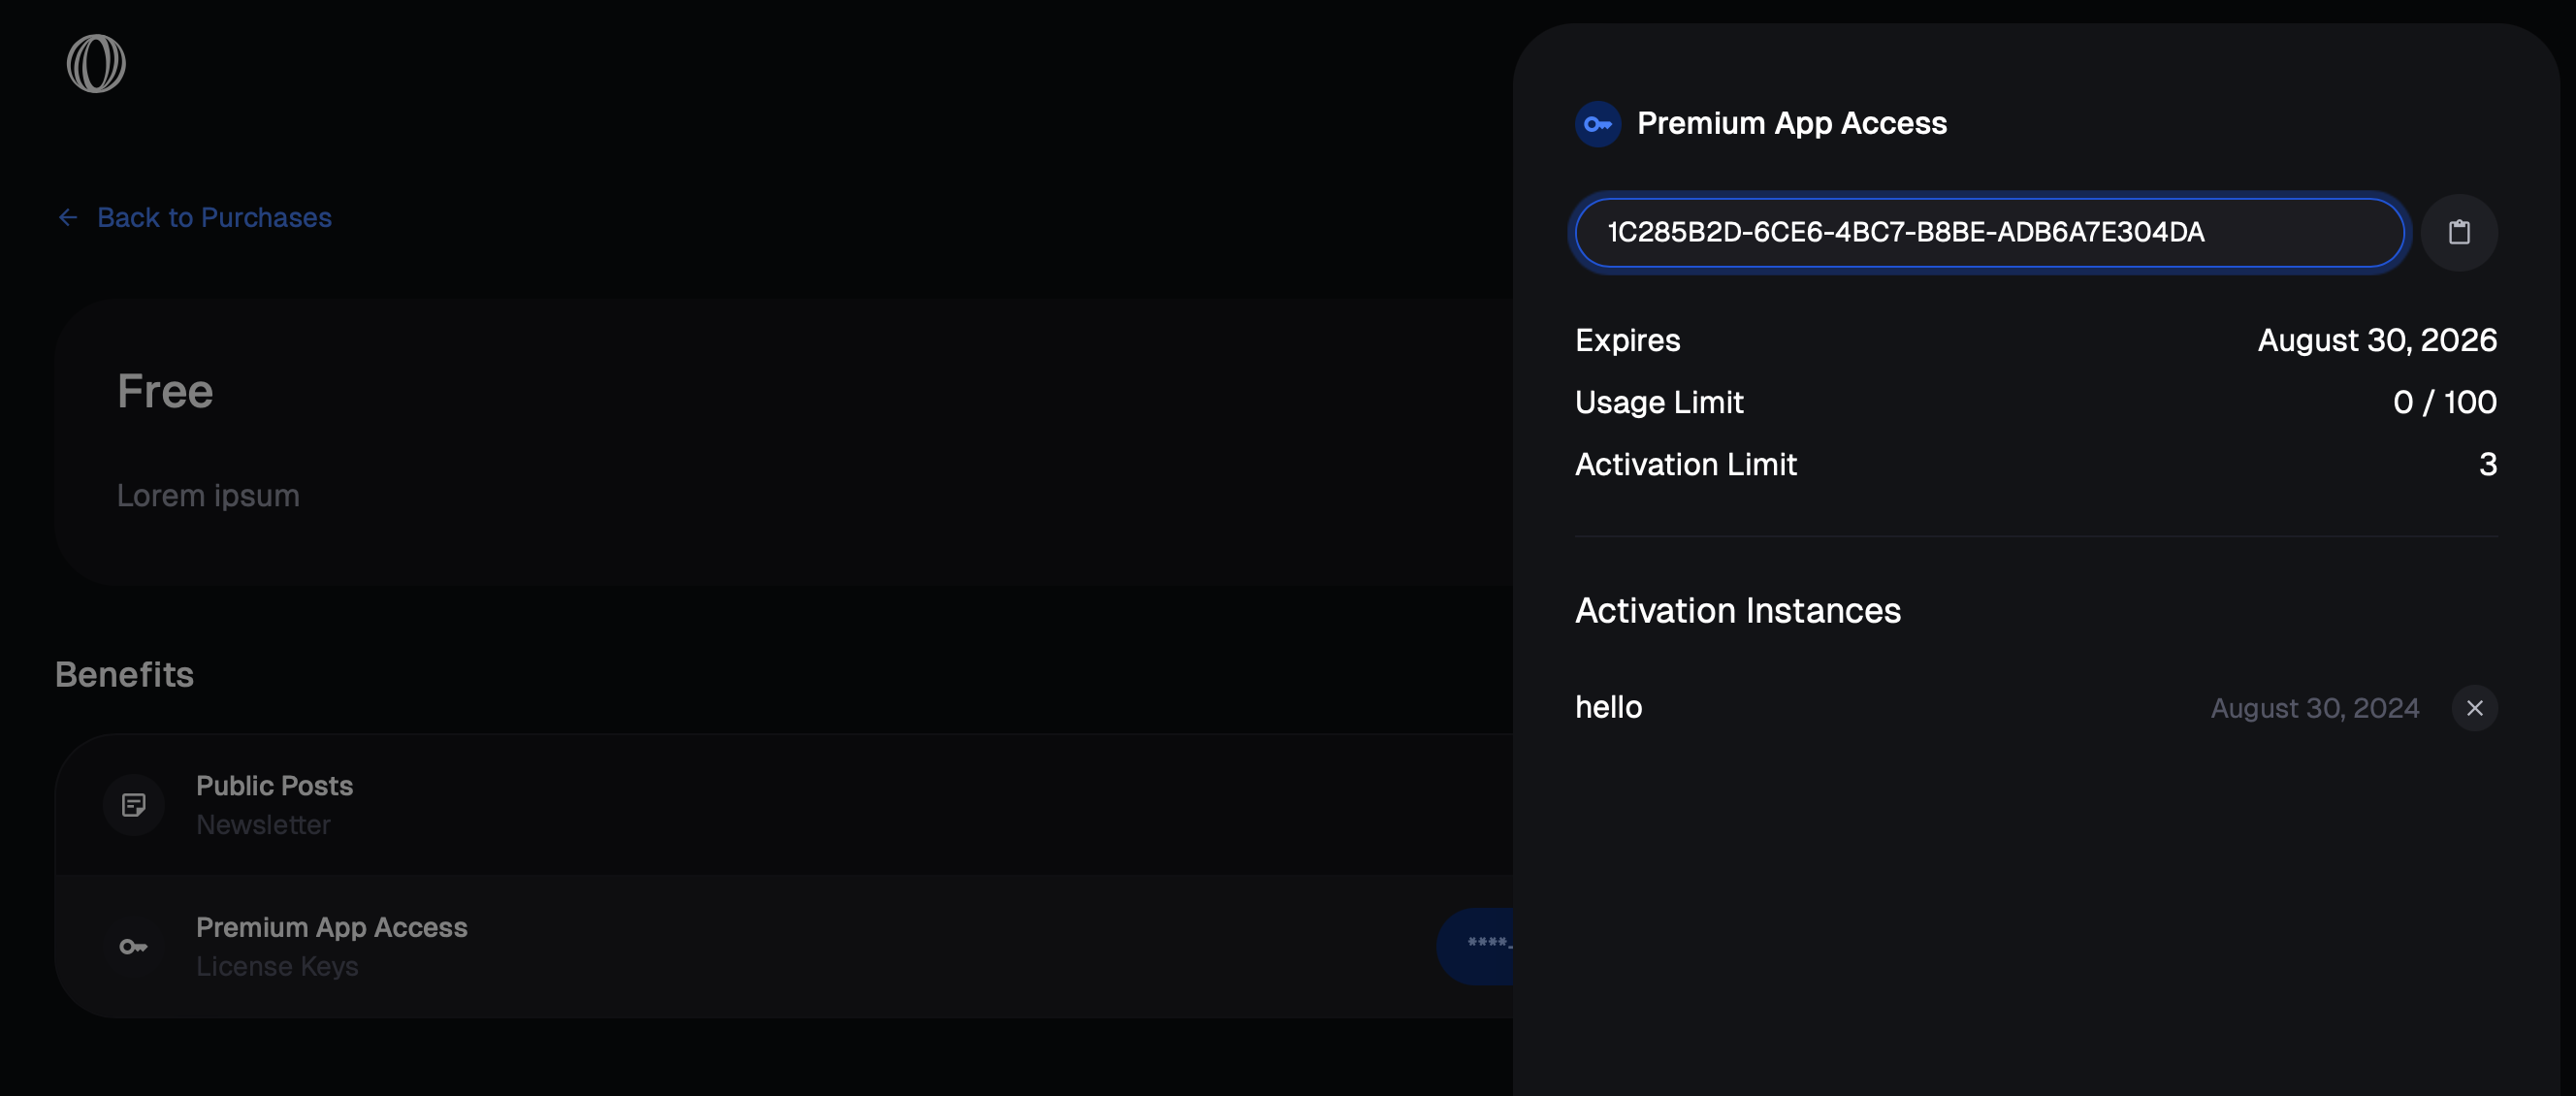 Back to Purchases
Free
Lorem ipsum
Benefits
Public Posts
Newsletter
Premium App Access
License Keys
****-
Premium App Access
1C285B2D-6CE6-4BC7-B8BE-ADB6A7E304DA
Expires August 30, 2026
Usage Limit 0 / 100
Activation Limit 3
Activation Instances
hello August 30, 2024